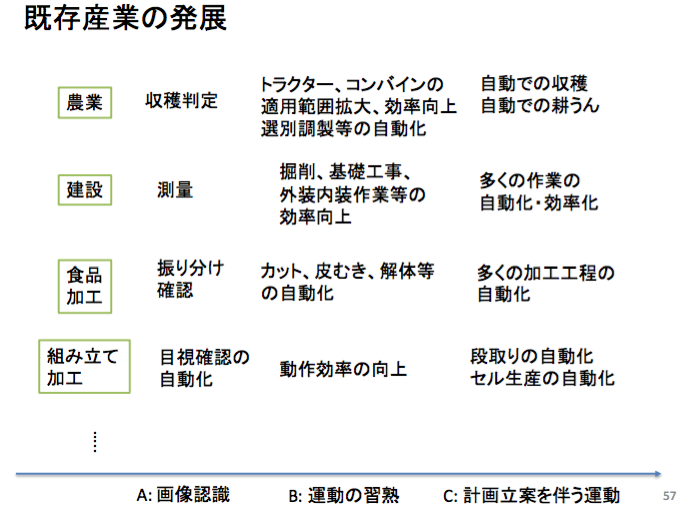 既存産業の発展
農業
収穫判定
トラクター、コンバインの
適用範囲拡大、効率向上
選別調製等の自動化
自動での収穫
自動での耕うん
建設
測量
掘削、基礎工事、
外装内装作業等の
効率向上
多くの作業の
自動化・効率化
食品
加工
振り分け
確認
カット、皮むき、解体等
の自動化
多くの加工工程の
自動化
組み立て
加工
目視確認の
自動化
動作効率の向上
段取りの自動化
セル生産の自動化
A: 画像認識
B: 運動の習熟
C: 計画立案を伴う運動
57